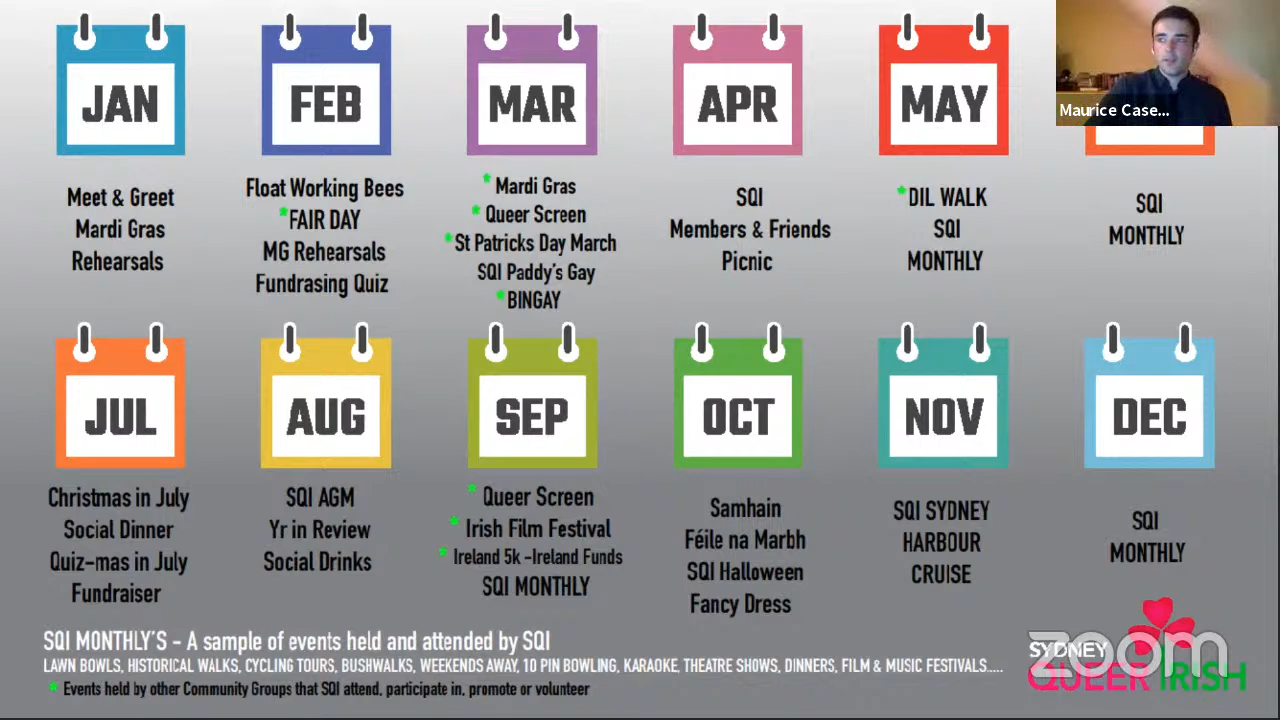 JAN
FEB
MAR
APR
MAY
Maurice Case...
Meet & Greet
Mardi Gras
Rehearsals
Float Working Bees
*FAIR DAY
MG Rehearsals
Fundrasing Quiz
* Mardi Gras
* Queer Screen
* St Patricks Day March
SQI Paddy's Gay
* BINGAY
SQI
Members & Friends
Picnic
* DIL WALK
SQI
MONTHLY
SQI
MONTHLY
JUL
AUG
SEP
OCT
NOV
DEC
Christmas in July
Social Dinner
Quiz-mas in July
Fundraiser
SQI AGM
Yr in Review
Social Drinks
* Queer Screen
* Irish Film Festival
* Ireland 5k -Ireland Funds
SQI MONTHLY
Samhain
Féile na Marbh
SQI Halloween
Fancy Dress
SQI SYDNEY
HARBOUR
CRUISE
SQI
MONTHLY
SQI MONTHLY'S - A sample of events held and attended by SQI
LAWN BOWLS, HISTORICAL WALKS, CYCLING TOURS, BUSHWALKS, WEEKENDS AWAY, 10 PIN BOWLING, KARAOKE, THEATRE SHOWS, DINNERS, FILM & MUSIC FESTIVALS.....
* Events held by other Community Groups that SQI attend, participate in, promote or volunteer
SYDNEY
QUEER IRISH
zoom